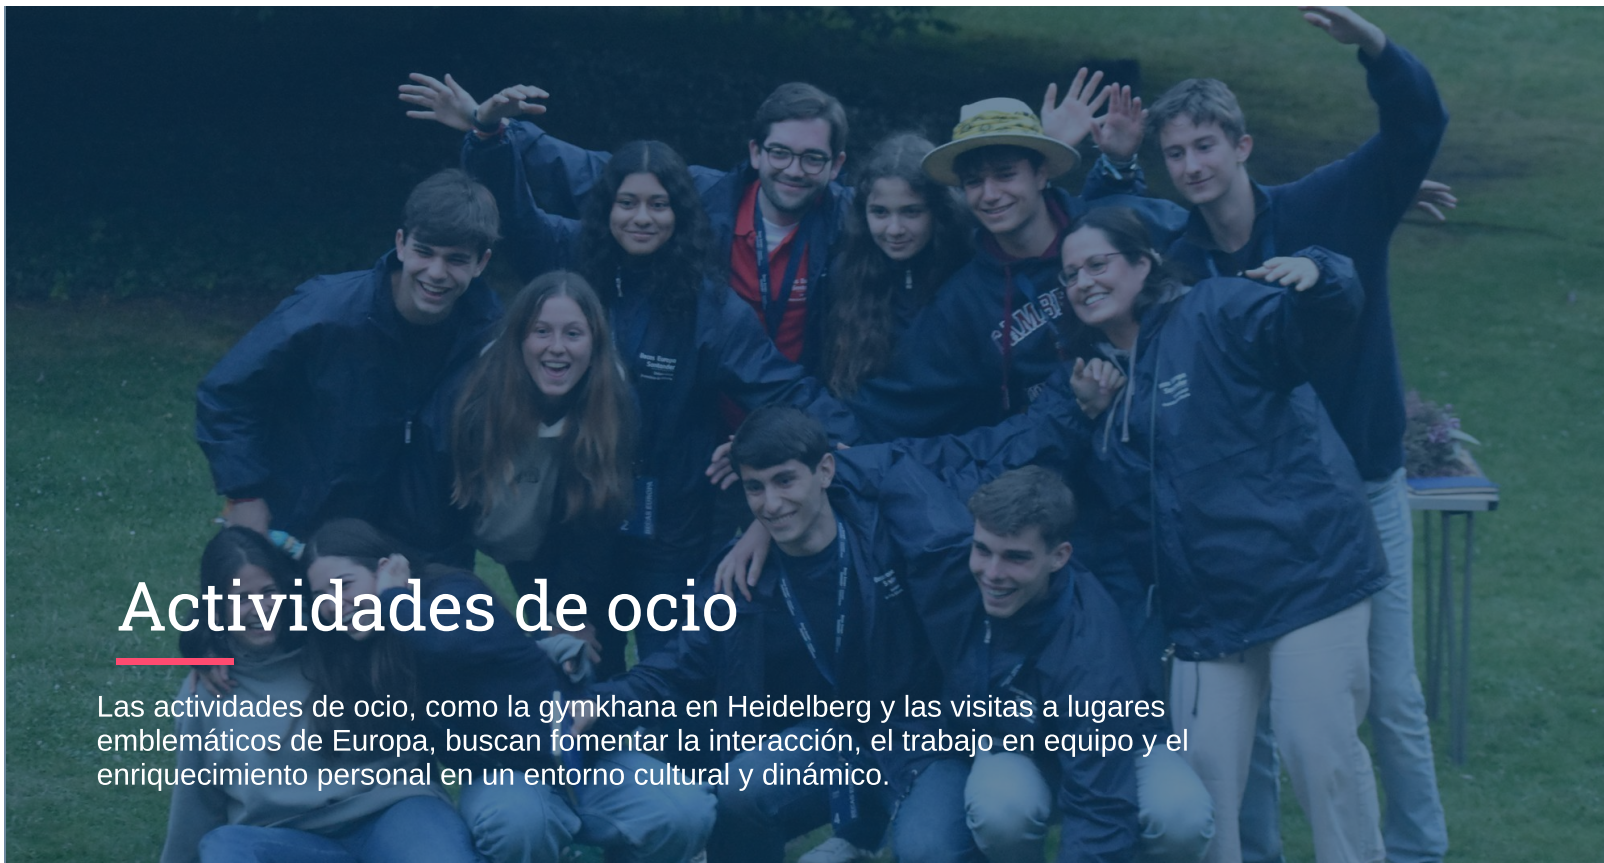 Actividades de ocio
Las actividades de ocio, como la gymkhana en Heidelberg y las visitas a lugares
emblemáticos de Europa, buscan fomentar la interacción, el trabajo en equipo y el
enriquecimiento personal en un entorno cultural y dinámico.